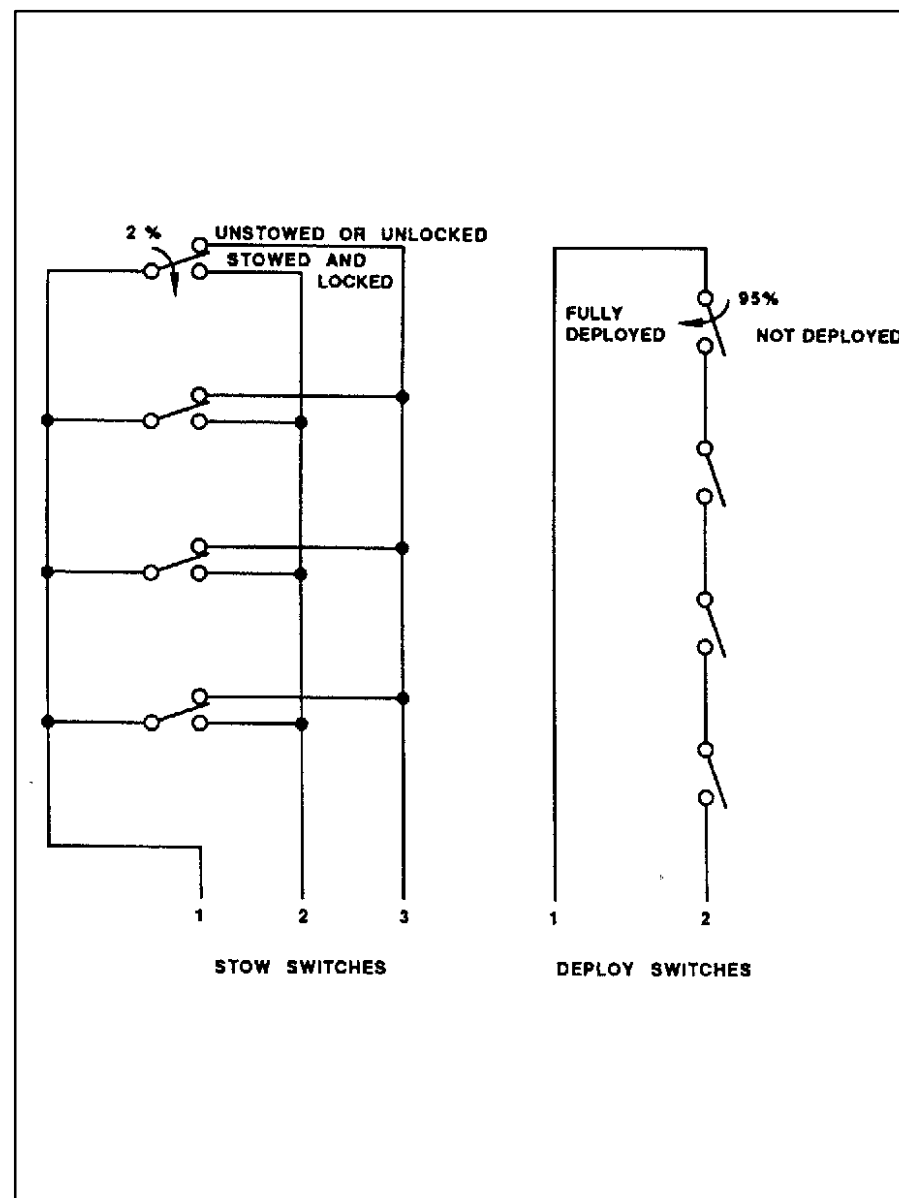 2 %
UNSTOWED OR UNLOCKED
STOWED AND
LOCKED
95%
FULLY
DEPLOYED
NOT DEPLOYED
1
2
3
1
2
STOW SWITCHES
DEPLOY SWITCHES